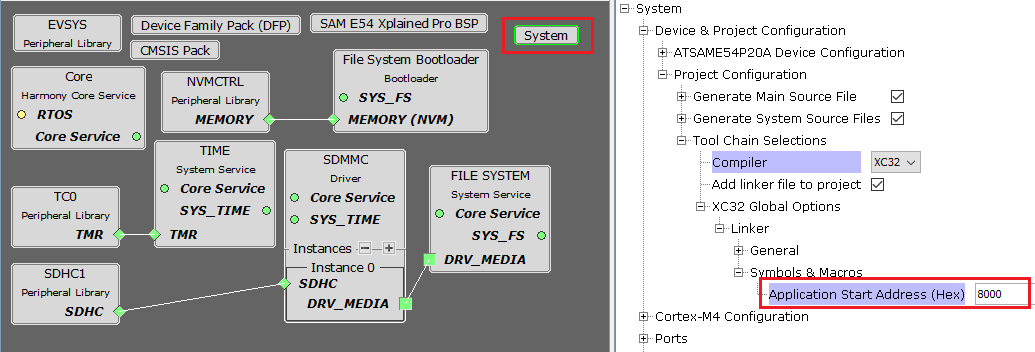 EVSYS
Peripheral Library
Device Family Pack (DFP)
SAM E54 Xplained Pro BSP
System
CMSIS Pack
Core
Harmony Core Service
RTOS
Core Service
NVMCTRL
Peripheral Library
MEMORY
File System Bootloader
Bootloader
SYS_FS
MEMORY (NVM)
TIME
System Service
Core Service
SYS_TIME
TMR
TC0
Peripheral Library
TMR
SDHC1
Peripheral Library
SDHC
SDMMC
Driver
Core Service
SYS_TIME
Instances
Instance 0
SDHC
DRV_MEDIA
FILE SYSTEM
System Service
Core Service
SYS_FS
DRV_MEDIA
System
Device & Project Configuration
ATSAME54P20A Device Configuration
Project Configuration
Generate Main Source File
Generate System Source Files
Tool Chain Selections
Compiler XC32
Add linker file to project
XC32 Global Options
Linker
General
Symbols & Macros
Application Start Address (Hex) 8000
Cortex-M4 Configuration
Ports